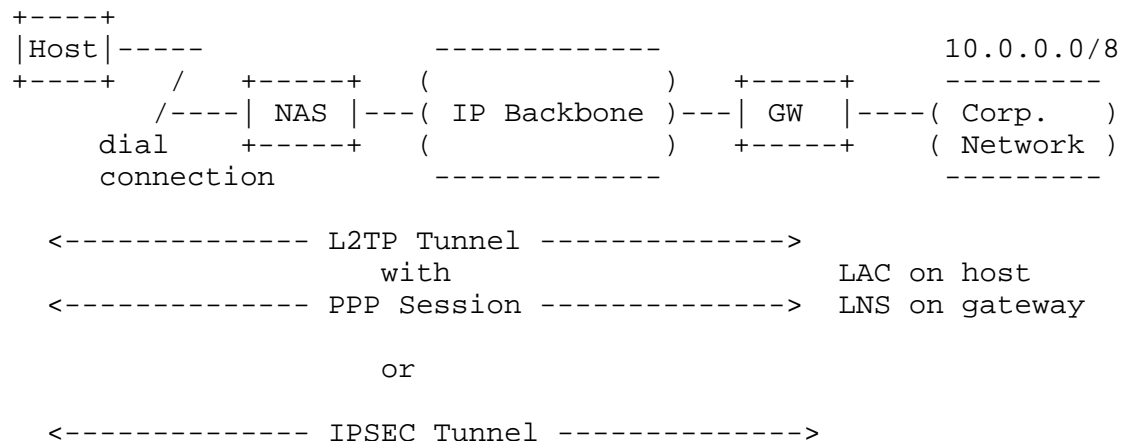 +----+
|Host|----- ------------- 10.0.0.0/8
+----+ / +-----+ ( ) +-----+ ---------
/----| NAS |---( IP Backbone )---| GW |----( Corp. )
dial +-----+ ( ) +-----+ ( Network )
connection ------------- ---------
<-------------- L2TP Tunnel -------------->
with LAC on host
<-------------- PPP Session --------------> LNS on gateway
or
<-------------- IPSEC Tunnel -------------->